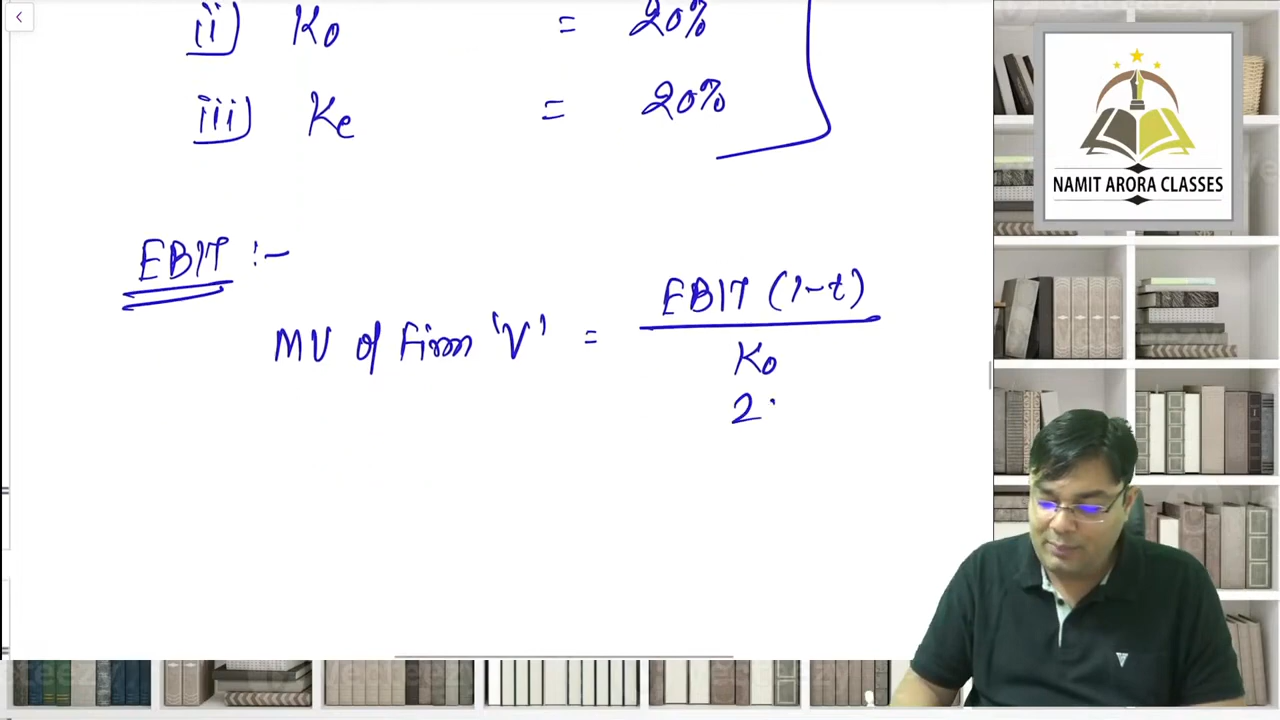 ii) Ko = 20%
iii) Ke = 20%
EBIT :-
MV of Firm 'V' = EBIT (1-t)
Ko
2.
NAMIT ARORA CLASSES